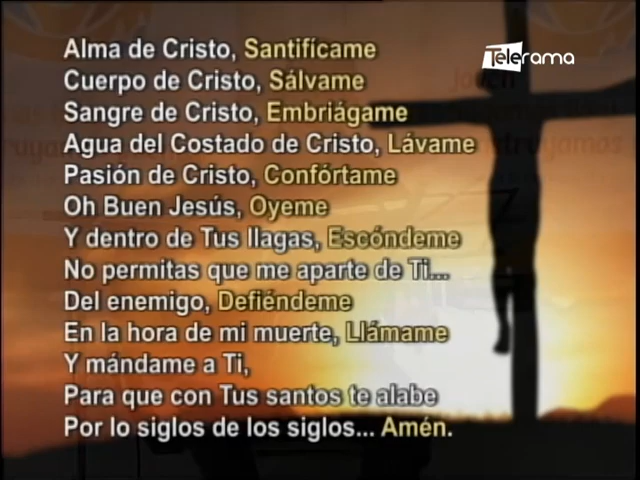 Telerama
Alma de Cristo, Santifícame
Cuerpo de Cristo, Sálvame
Sangre de Cristo, Embriágame
Agua del Costado de Cristo, Lávame
Pasión de Cristo, Confórtame
Oh Buen Jesús, Oyeme
Y dentro de Tus llagas, Escóndeme
No permitas que me aparte de Ti...
Del enemigo, Defiéndeme
En la hora de mi muerte, Llámame
Y mándame a Ti,
Para que con Tus santos te alabe
Por lo siglos de los siglos... Amén.